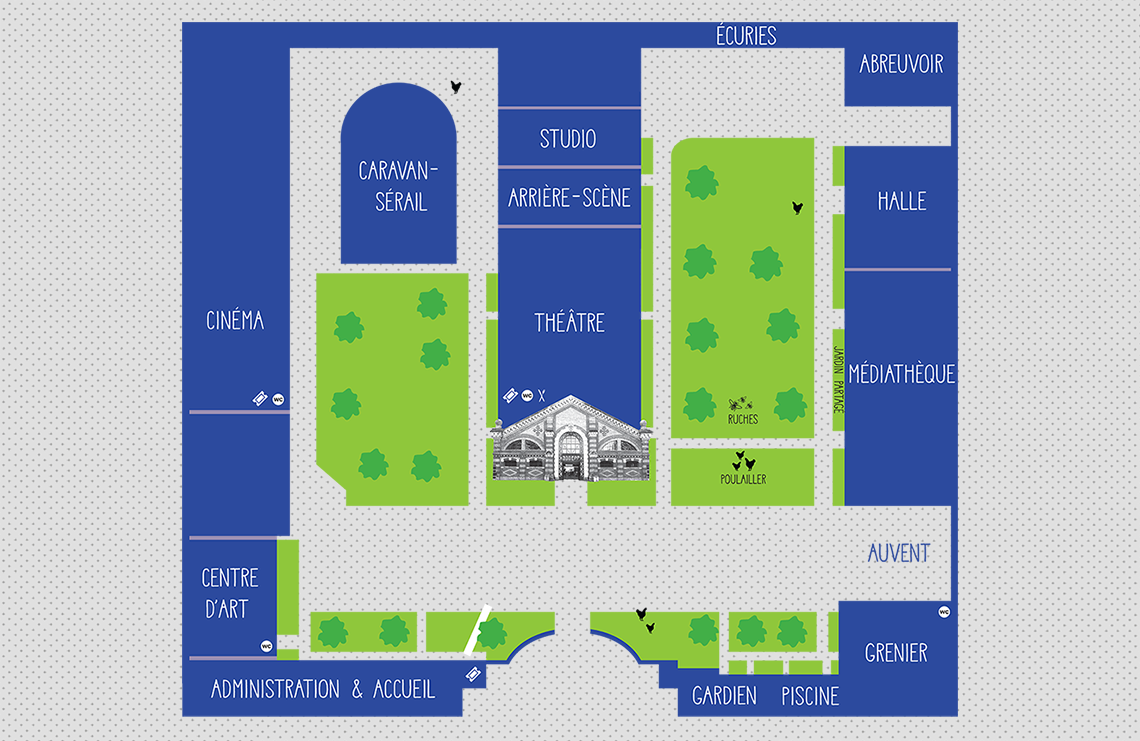 ÉCURIES
ABREUVOIR
STUDIO
CARAVAN-
SÉRAIL
ARRIÈRE-SCÈNE
HALLE
CINÉMA
THÉÂTRE
MÉDIATHÈQUE
JARDIN PARTAGÉ
WC
WC
RUCHES
POULAILLER
AUVENT
CENTRE
D'ART
WC
WC
GRENIER
ADMINISTRATION & ACCUEIL
GARDIEN
PISCINE